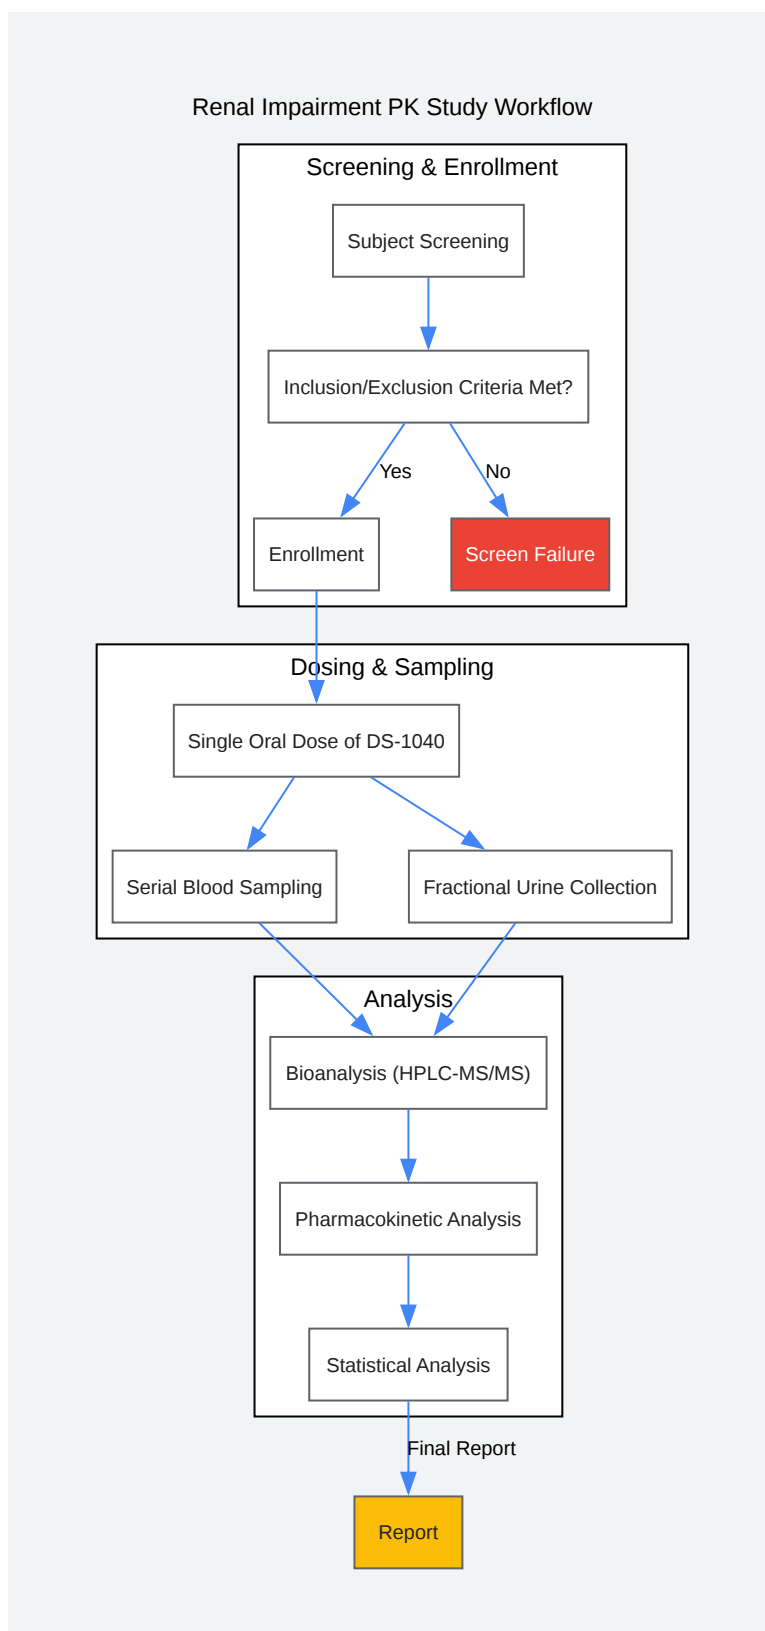 Renal Impairment PK Study Workflow
Screening & Enrollment
Subject Screening
Inclusion/Exclusion Criteria Met?
Yes
No
Enrollment
Screen Failure
Dosing & Sampling
Single Oral Dose of DS-1040
Serial Blood Sampling
Fractional Urine Collection
Analysis
Bioanalysis (HPLC-MS/MS)
Pharmacokinetic Analysis
Statistical Analysis
Final Report
Report